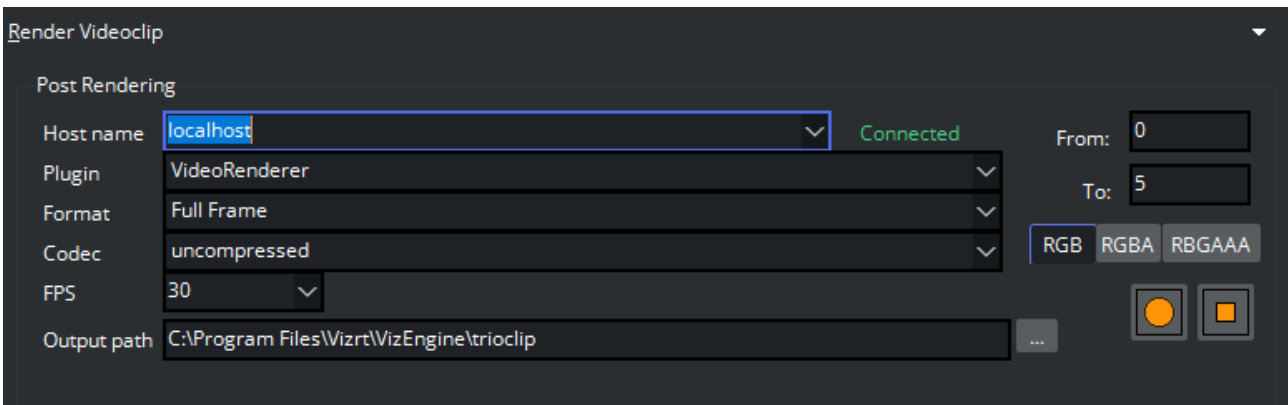 Render Videoclip
Post Rendering
Host name localhost Connected From: 0
Plugin VideoRenderer To: 5
Format Full Frame
Codec uncompressed RGB RGBA RBGAAA
FPS 30
Output path C:\Program Files\Vizrt\VizEngine\trioclip ...